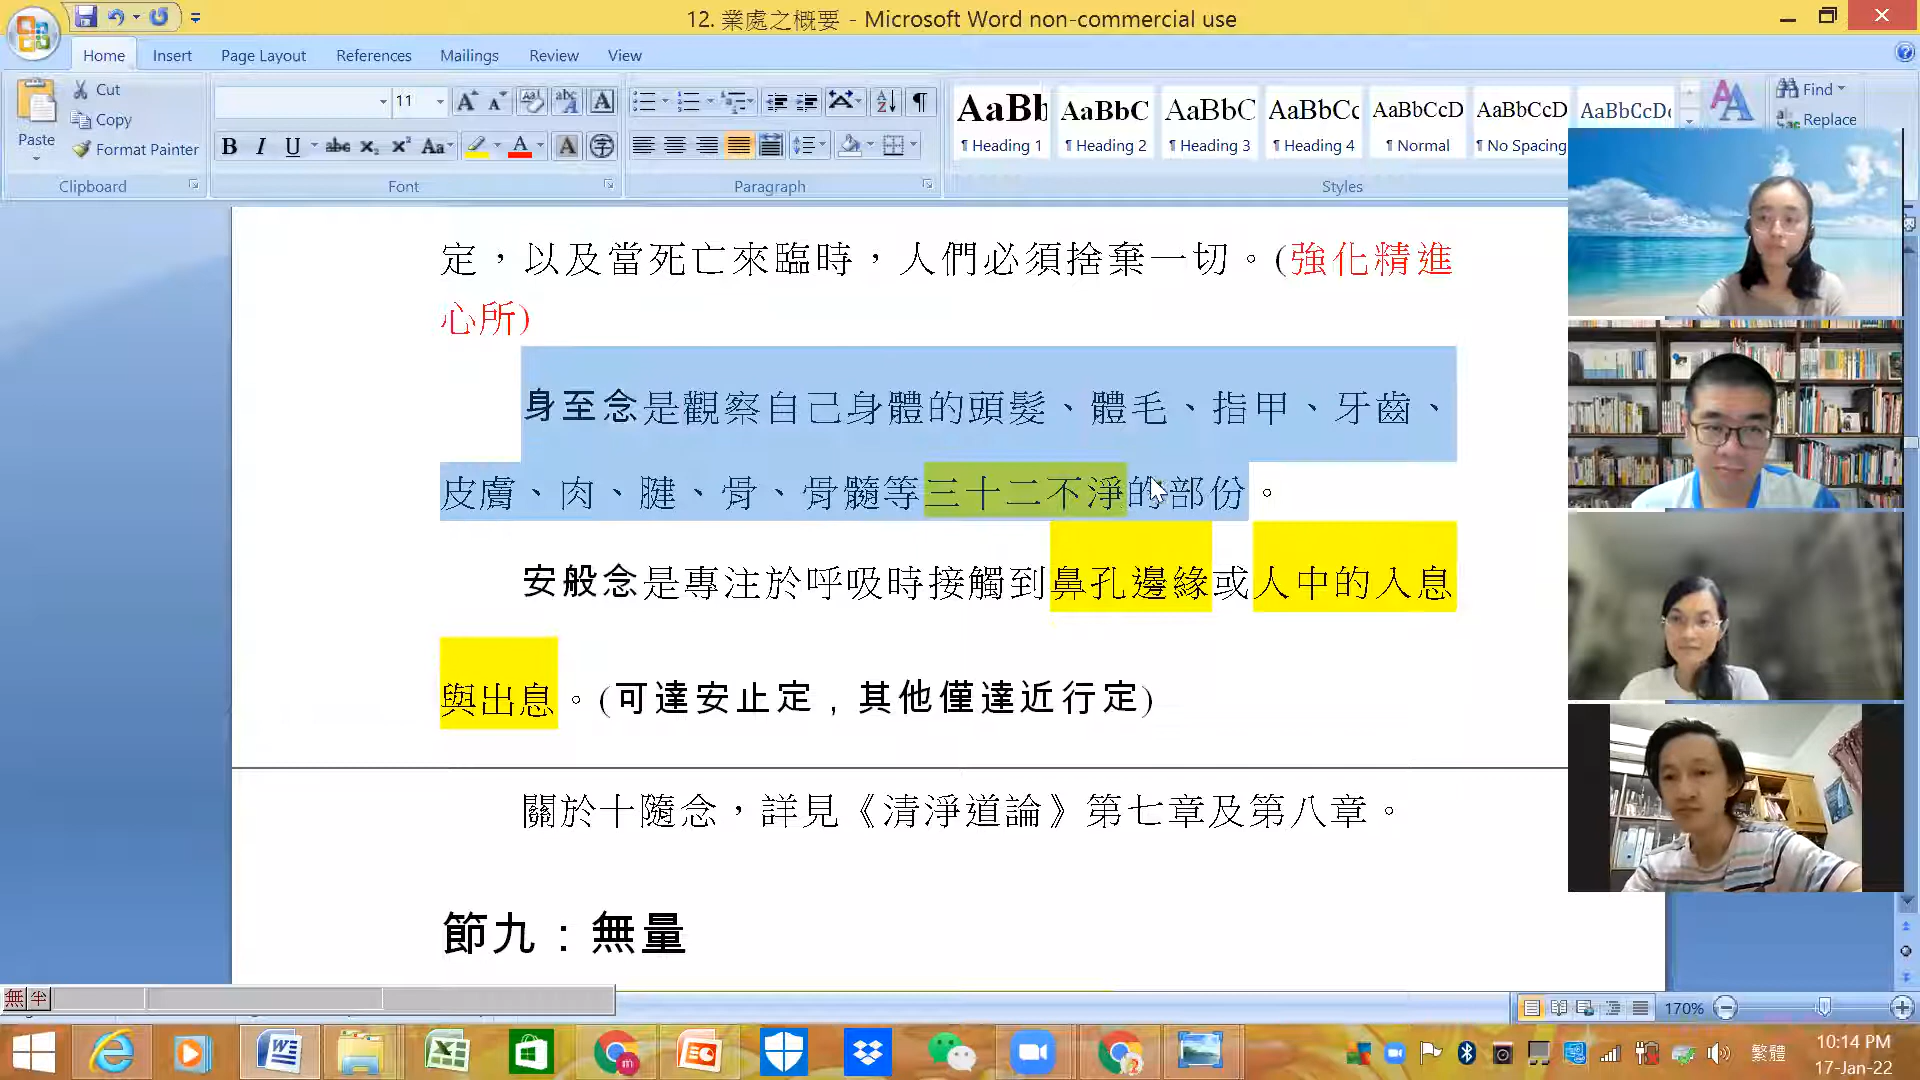 12. 業處之概要 - Microsoft Word non-commercial use
Home Insert Page Layout References Mailings Review View
Paste
Cut
Copy
Format Painter
Clipboard
11
Font
Paragraph
AaBb AaBbC AaBbC AaBbCc AaBbCcD AaBbCcD AaBbCcD
¶ Heading 1 ¶ Heading 2 ¶ Heading 3 ¶ Heading 4 ¶ Normal ¶ No Spacing
Styles
Find
Replace
定，以及當死亡來臨時，人們必須捨棄一切。(強化精進
心所)
身至念是觀察自己身體的頭髮、體毛、指甲、牙齒、
皮膚、肉、腱、骨、骨髓等三十二不淨的部份。
安般念是專注於呼吸時接觸到鼻孔邊緣或人中的入息
與出息。(可達安止定，其他僅達近行定)
關於十隨念，詳見《清淨道論》第七章及第八章。
節九：無量
無 半
170%
繁體
10:14 PM
17-Jan-22